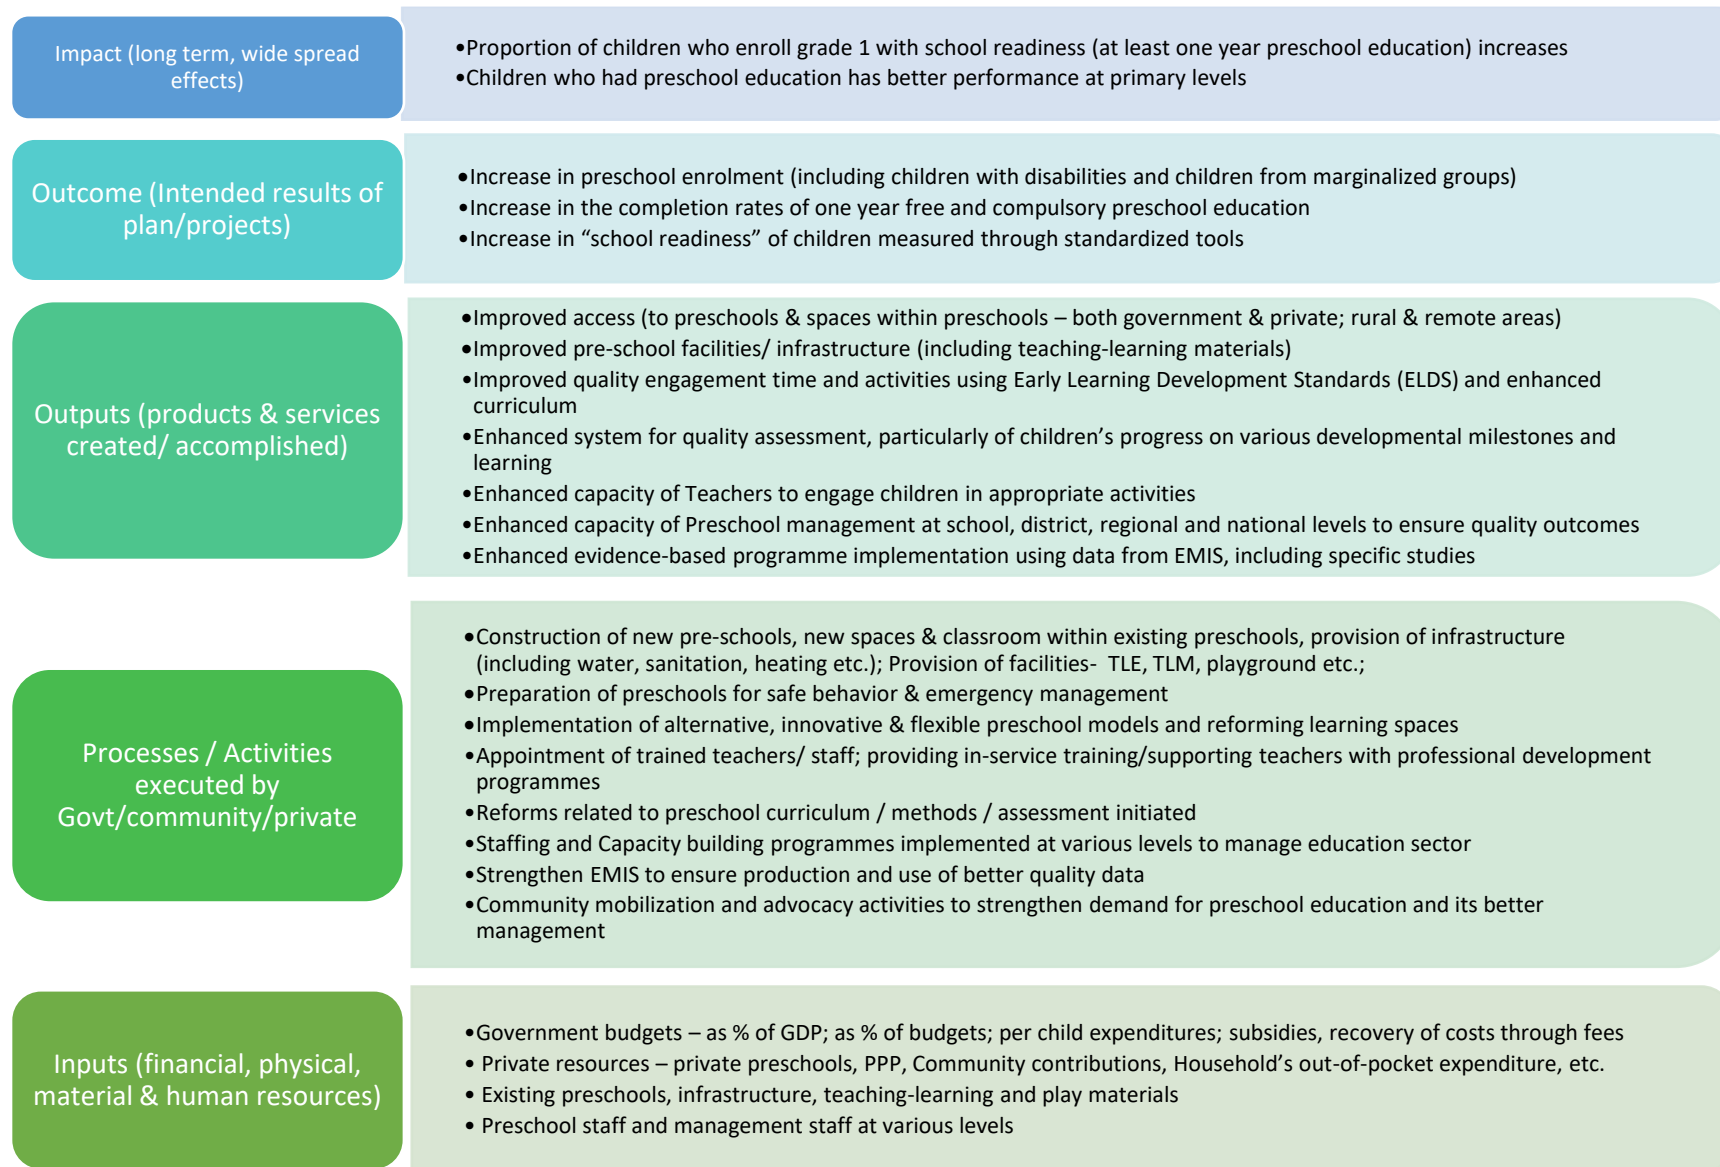 Impact (long term, wide spread
effects)
•Proportion of children who enroll grade 1 with school readiness (at least one year preschool education) increases
•Children who had preschool education has better performance at primary levels
Outcome (Intended results of
plan/projects)
•Increase in preschool enrolment (including children with disabilities and children from marginalized groups)
•Increase in the completion rates of one year free and compulsory preschool education
•Increase in “school readiness” of children measured through standardized tools
Outputs (products & services
created/ accomplished)
•Improved access (to preschools & spaces within preschools – both government & private; rural & remote areas)
•Improved pre-school facilities/ infrastructure (including teaching-learning materials)
•Improved quality engagement time and activities using Early Learning Development Standards (ELDS) and enhanced
curriculum
•Enhanced system for quality assessment, particularly of children’s progress on various developmental milestones and
learning
•Enhanced capacity of Teachers to engage children in appropriate activities
•Enhanced capacity of Preschool management at school, district, regional and national levels to ensure quality outcomes
•Enhanced evidence-based programme implementation using data from EMIS, including specific studies
Processes / Activities
executed by
Govt/community/private
•Construction of new pre-schools, new spaces & classroom within existing preschools, provision of infrastructure
(including water, sanitation, heating etc.); Provision of facilities- TLE, TLM, playground etc.;
•Preparation of preschools for safe behavior & emergency management
•Implementation of alternative, innovative & flexible preschool models and reforming learning spaces
•Appointment of trained teachers/ staff; providing in-service training/supporting teachers with professional development
programmes
•Reforms related to preschool curriculum / methods / assessment initiated
•Staffing and Capacity building programmes implemented at various levels to manage education sector
•Strengthen EMIS to ensure production and use of better quality data
•Community mobilization and advocacy activities to strengthen demand for preschool education and its better
management
Inputs (financial, physical,
material & human resources)
•Government budgets – as % of GDP; as % of budgets; per child expenditures; subsidies, recovery of costs through fees
• Private resources – private preschools, PPP, Community contributions, Household’s out-of-pocket expenditure, etc.
• Existing preschools, infrastructure, teaching-learning and play materials
• Preschool staff and management staff at various levels